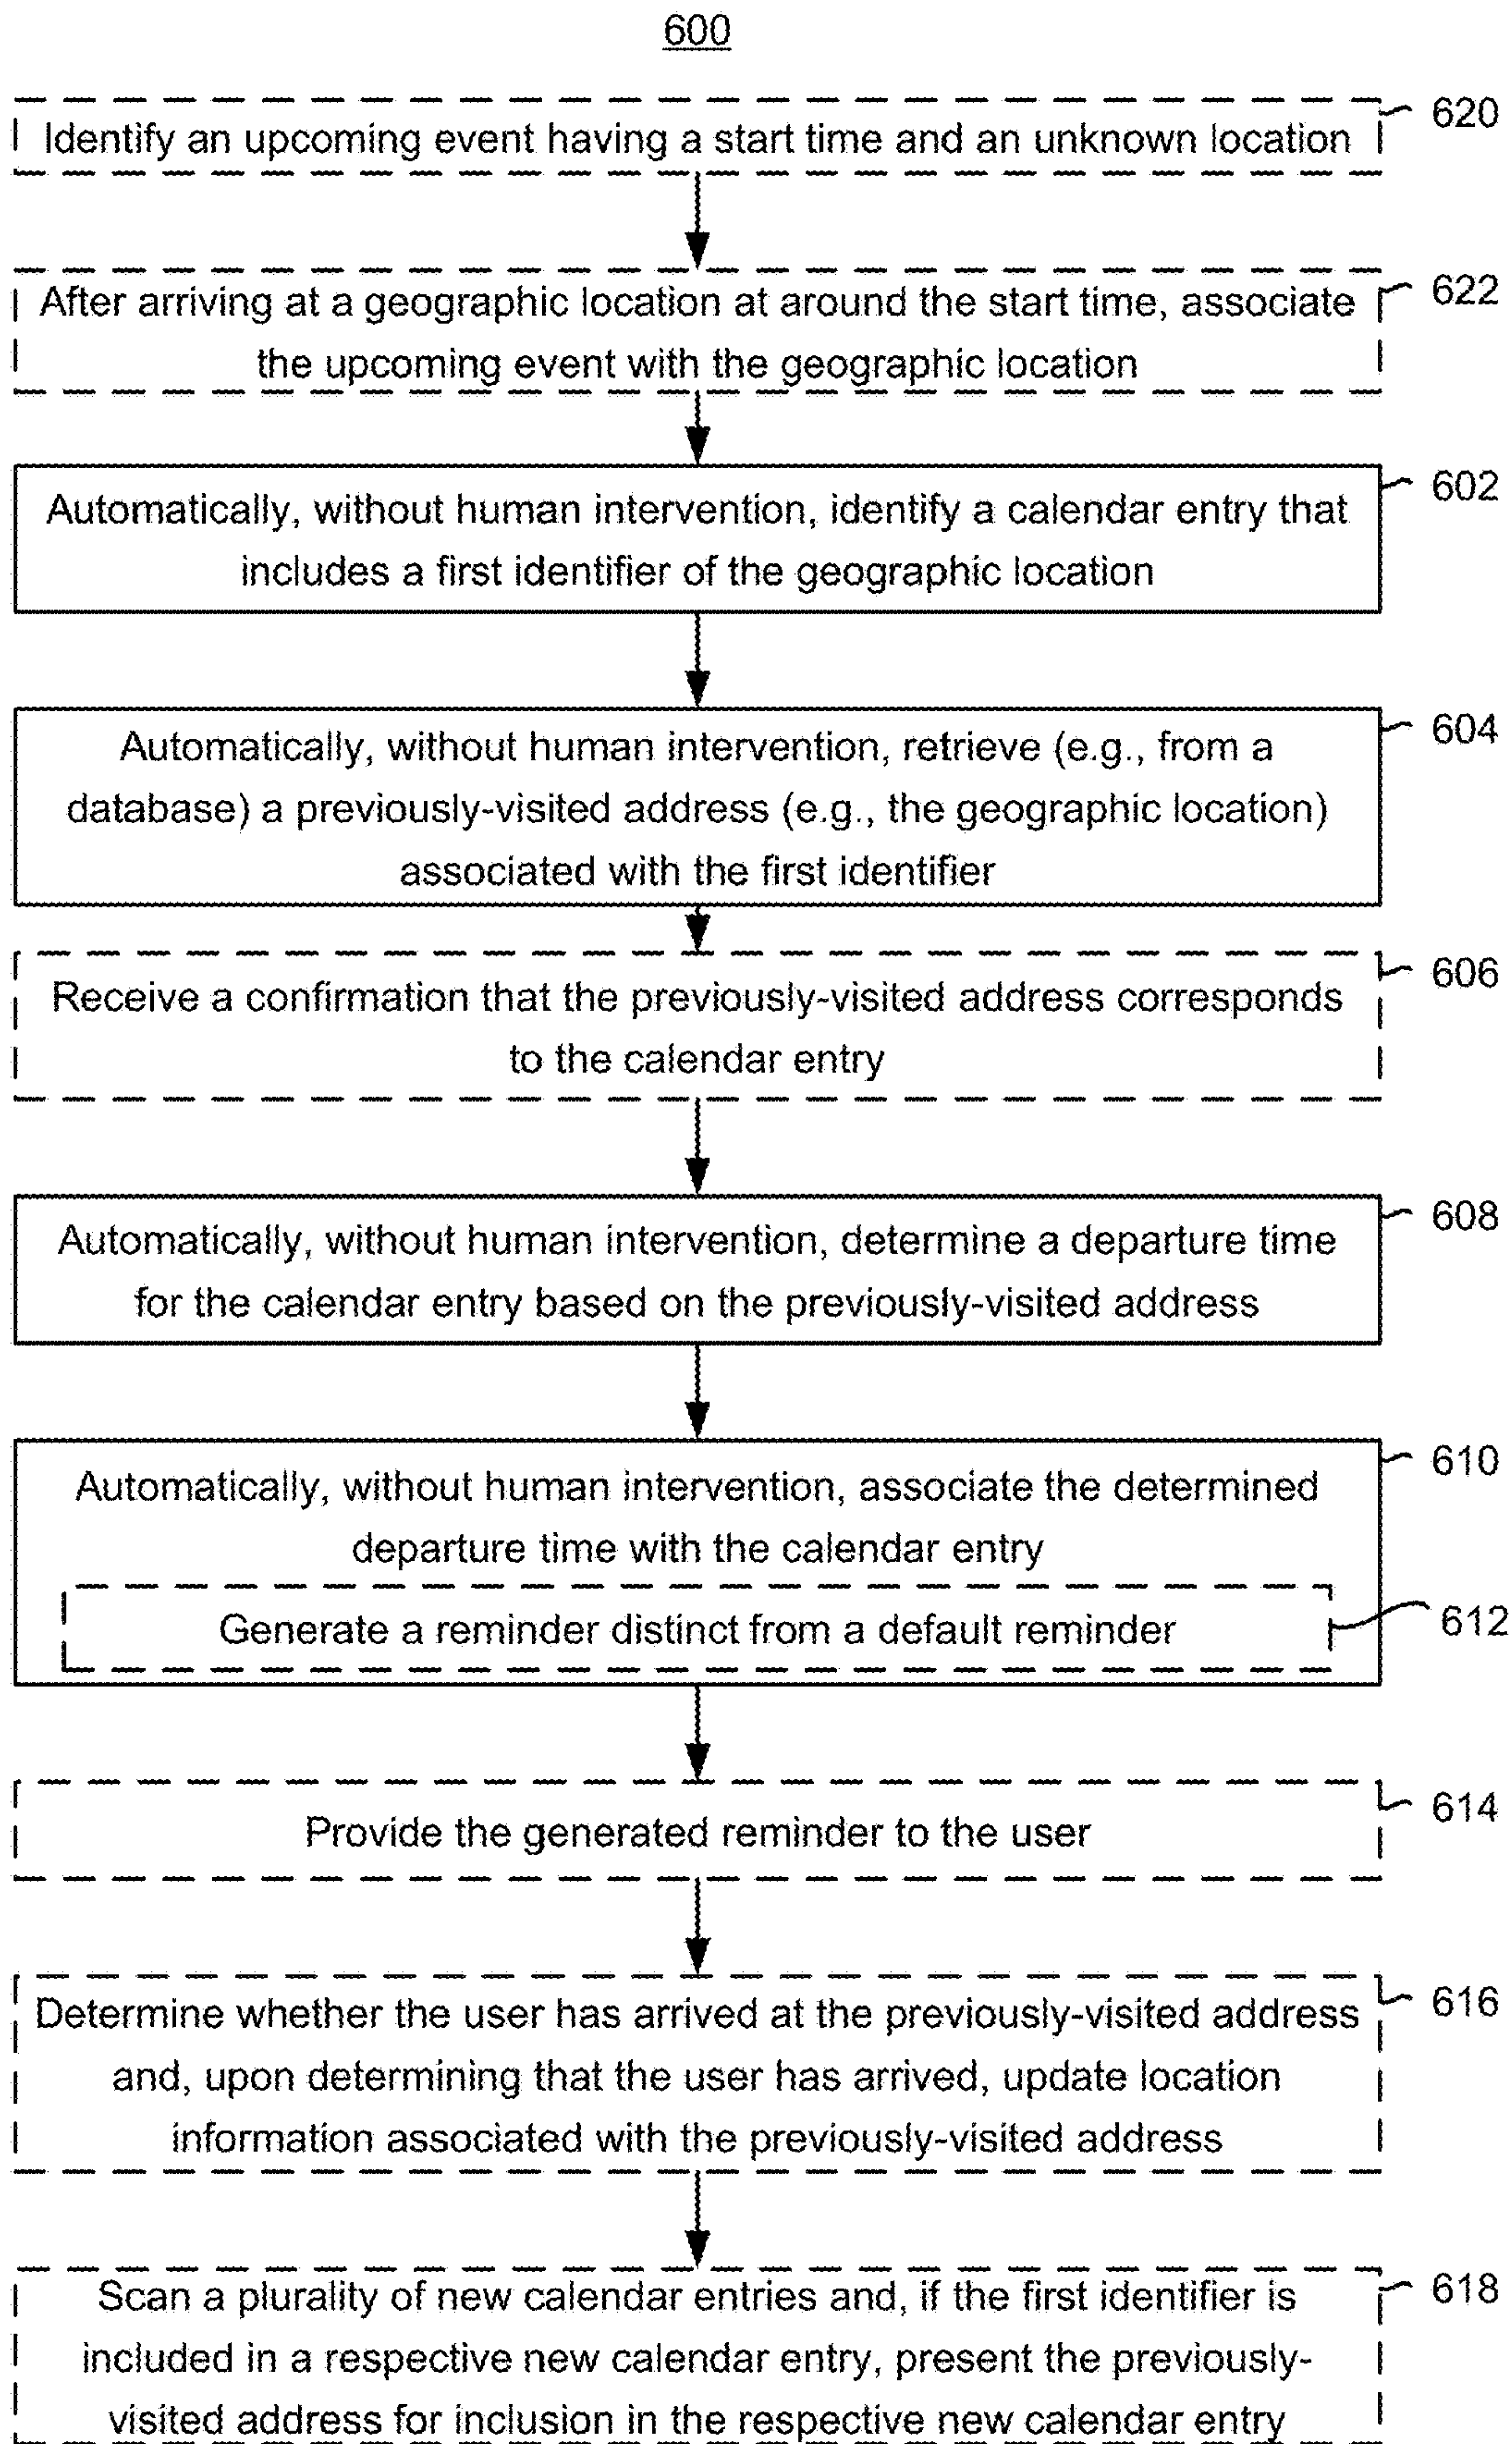 600
Identify an upcoming event having a start time and an unknown location
620
After arriving at a geographic location at around the start time, associate
the upcoming event with the geographic location
622
Automatically, without human intervention, identify a calendar entry that
includes a first identifier of the geographic location
602
Automatically, without human intervention, retrieve (e.g., from a
database) a previously-visited address (e.g., the geographic location)
associated with the first identifier
604
Receive a confirmation that the previously-visited address corresponds
to the calendar entry
606
Automatically, without human intervention, determine a departure time
for the calendar entry based on the previously-visited address
608
Automatically, without human intervention, associate the determined
departure time with the calendar entry
610
Generate a reminder distinct from a default reminder
612
Provide the generated reminder to the user
614
Determine whether the user has arrived at the previously-visited address
and, upon determining that the user has arrived, update location
information associated with the previously-visited address
616
Scan a plurality of new calendar entries and, if the first identifier is
included in a respective new calendar entry, present the previously-
visited address for inclusion in the respective new calendar entry
618